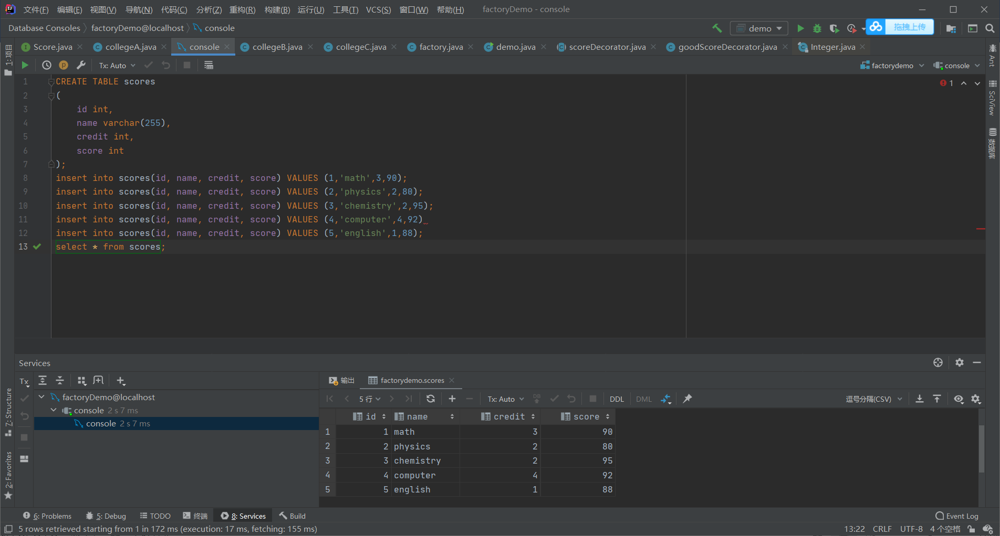 文件(F) 编辑(E) 视图(V) 导航(N) 代码(C) 分析(Z) 重构(R) 构建(B) 运行(U) 工具(T) VCS(S) 窗口(W) 帮助(H) factoryDemo - console
Database Consoles factoryDemo@localhost console demo 拖拽上传
Score.java collegeA.java console collegeB.java collegeC.java factory.java demo.java scoreDecorator.java goodScoreDecorator.java Integer.java
Tx: Auto factorydemo console
1 CREATE TABLE scores
2 (
3 id int,
4 name varchar(255),
5 credit int,
6 score int
7 );
8 insert into scores(id, name, credit, score) VALUES (1,'math',3,90);
9 insert into scores(id, name, credit, score) VALUES (2,'physics',2,80);
10 insert into scores(id, name, credit, score) VALUES (3,'chemistry',2,95);
11 insert into scores(id, name, credit, score) VALUES (4,'computer',4,92)
12 insert into scores(id, name, credit, score) VALUES (5,'english',1,88);
13 select * from scores;
1
1: 项目
7: Structure
2: Favorites
Ant
SciView
数据库
Services
Tx
factoryDemo@localhost
console 2 s 7 ms
console 2 s 7 ms
输出 factorydemo.scores
5 行 Tx: Auto DB DDL DML 逗号分隔(CSV)
id name credit score
1 1 math 3 90
2 2 physics 2 80
3 3 chemistry 2 95
4 4 computer 4 92
5 5 english 1 88
6: Problems 5: Debug TODO 终端 8: Services Build Event Log
5 rows retrieved starting from 1 in 172 ms (execution: 17 ms, fetching: 155 ms) 13:22 CRLF UTF-8 4 个空格